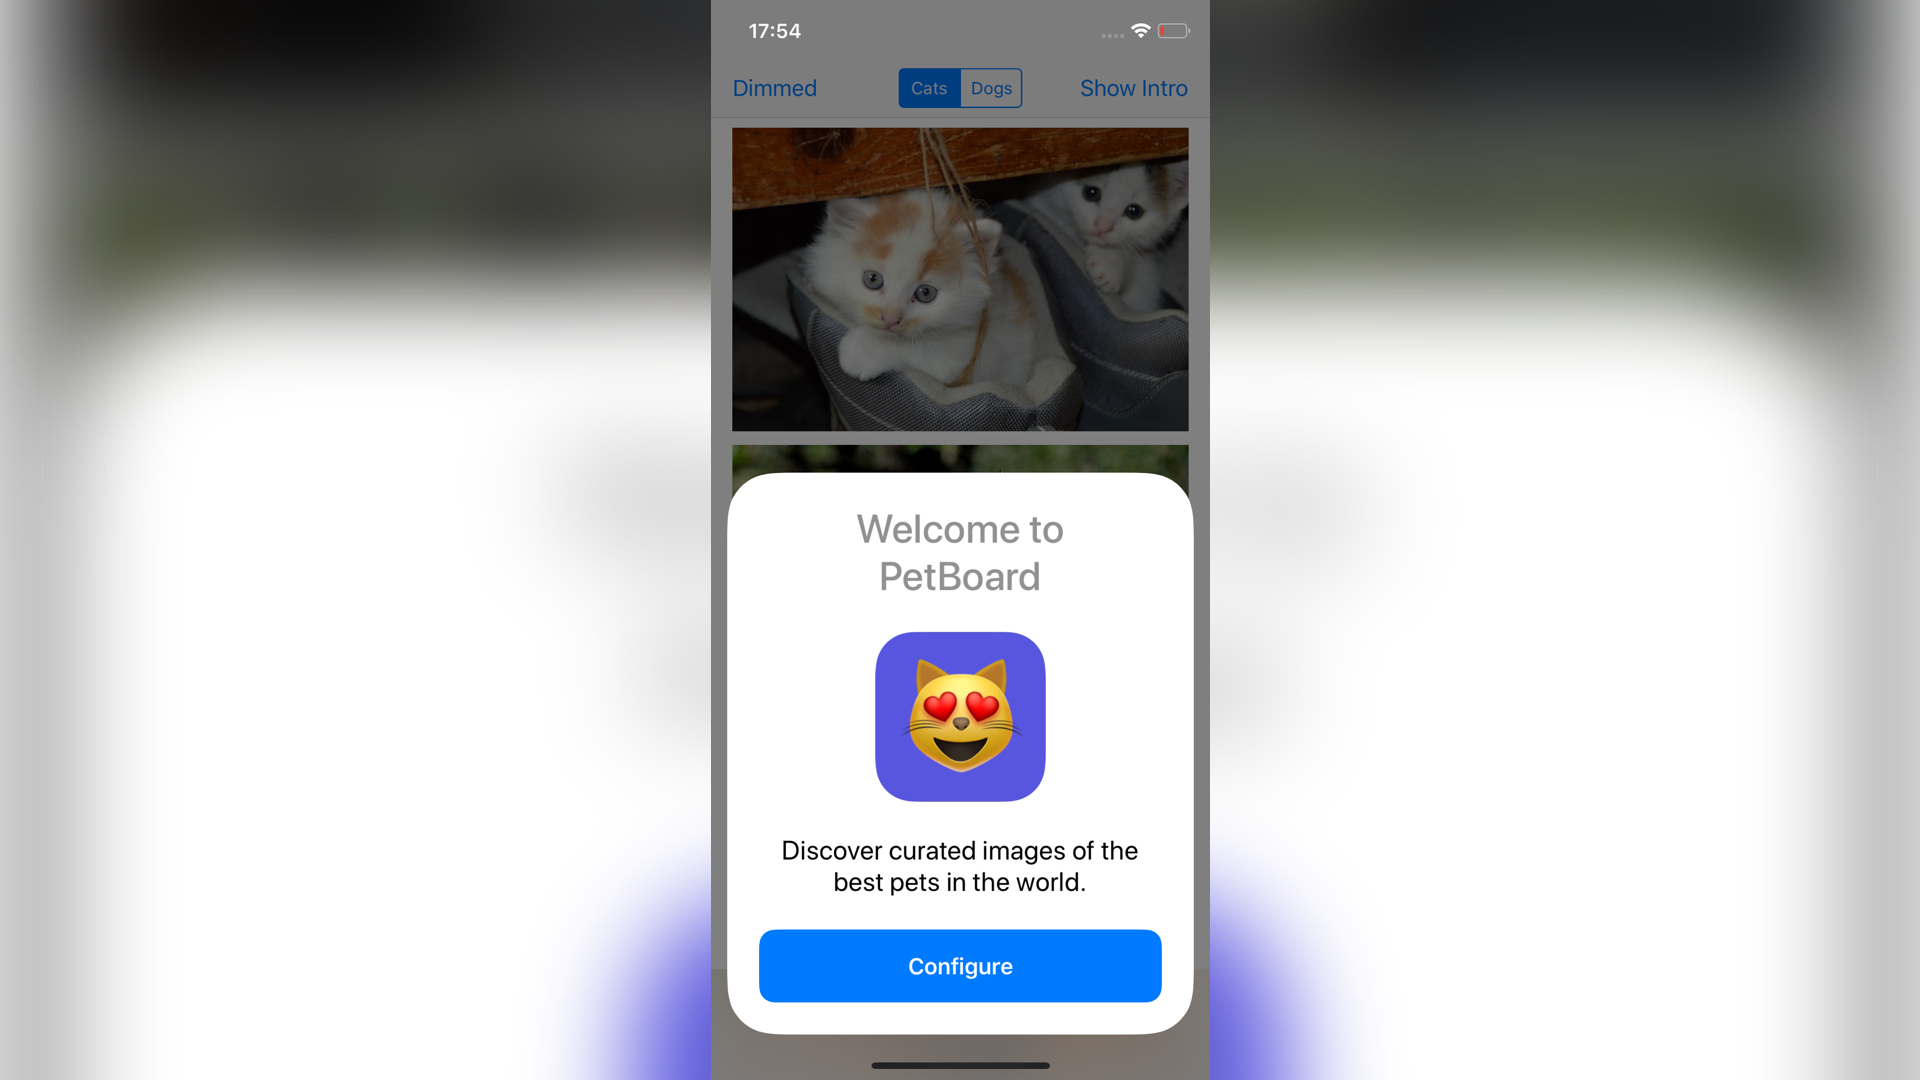 17:54
Dimmed
Cats
Dogs
Show Intro
Welcome to
PetBoard
Discover curated images of the
best pets in the world.
Configure